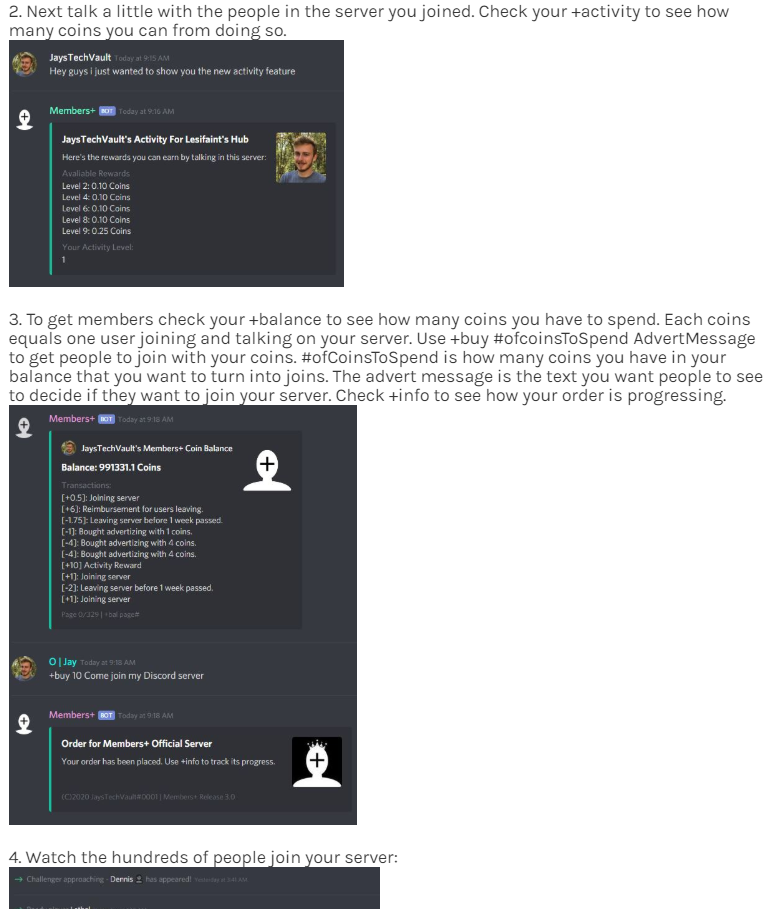 2. Next talk a little with the people in the server you joined. Check your +activity to see how
many coins you can from doing so.
JaysTechVault Today at 9:15 AM
Hey guys i just wanted to show you the new activity feature
Members+ BOT Today at 9:16 AM
JaysTechVault's Activity For Lesifaint's Hub
Here's the rewards you can earn by talking in this server:
Avaliable Rewards
Level 2: 0.10 Coins
Level 4: 0.10 Coins
Level 6: 0.10 Coins
Level 8: 0.10 Coins
Level 9: 0.25 Coins
Your Activity Level:
1
3. To get members check your +balance to see how many coins you have to spend. Each coins
equals one user joining and talking on your server. Use +buy #ofcoinsToSpend AdvertMessage
to get people to join with your coins. #ofCoinsToSpend is how many coins you have in your
balance that you want to turn into joins. The advert message is the text you want people to see
to decide if they want to join your server. Check +info to see how your order is progressing.
Members+ BOT Today at 9:18 AM
JaysTechVault's Members+ Coin Balance
Balance: 991331.1 Coins
Transactions:
[+0.5]: Joining server
[+6]: Reimbursement for users leaving.
[-1.75]: Leaving server before 1 week passed.
[-1]: Bought advertizing with 1 coins.
[-4]: Bought advertizing with 4 coins.
[-4]: Bought advertizing with 4 coins.
[+10] Activity Reward
[+1]: Joining server
[-2]: Leaving server before 1 week passed.
[+1]: Joining server
Page 0/329 | +bal page#
O | Jay Today at 9:18 AM
+buy 10 Come join my Discord server
Members+ BOT Today at 9:18 AM
Order for Members+ Official Server
Your order has been placed. Use +info to track its progress.
(C)2020 JaysTechVault#0001 | Members+ Release 3.0
4. Watch the hundreds of people join your server:
Challenger approaching - Dennis has appeared!